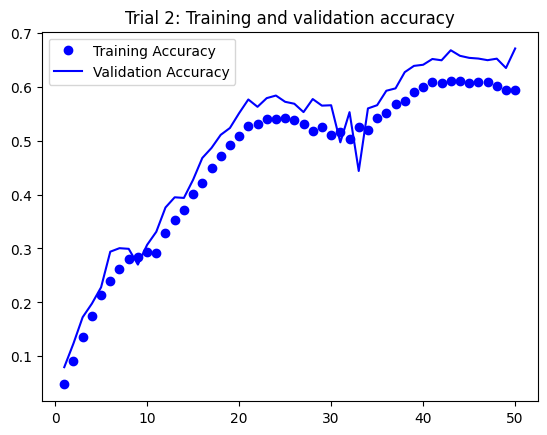 Trial 2: Training and validation accuracy
Training Accuracy
Validation Accuracy
0.7
0.6
0.5
0.4
0.3
0.2
0.1
0 10 20 30 40 50